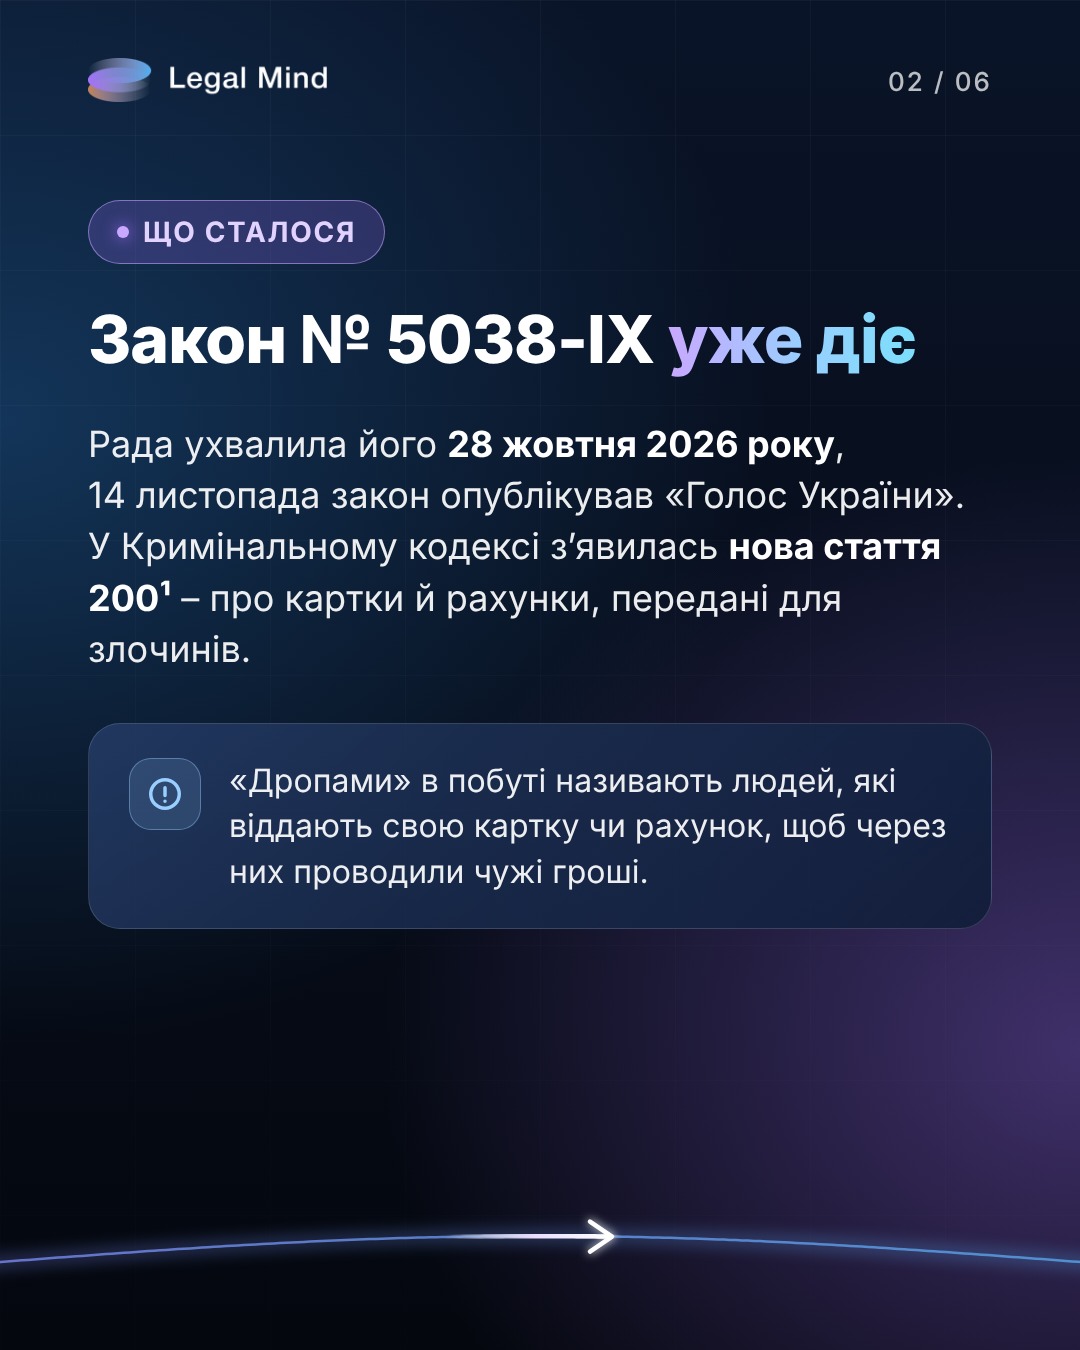 Legal Mind
02 / 06
ЩО СТАЛОСЯ
Закон № 5038-IX уже діє
Рада ухвалила його 28 жовтня 2026 року,
14 листопада закон опублікував «Голос України».
У Кримінальному кодексі з’явилась нова стаття
200¹ – про картки й рахунки, передані для
злочинів.
«Дропами» в побуті називають людей, які
віддають свою картку чи рахунок, щоб через
них проводили чужі гроші.